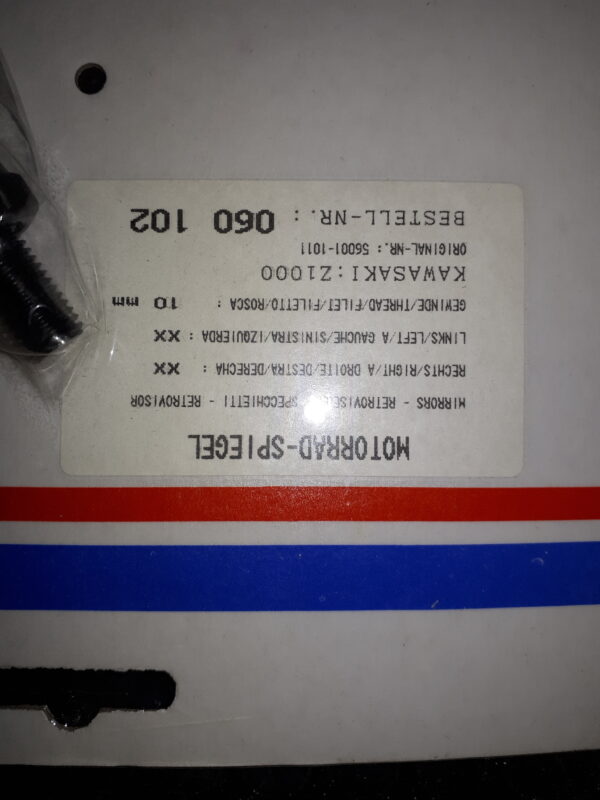 MOTORRAD-SPIEGEL
MIRRORS - RETROVISEUR - SPECCHIETTI - RETROVISOR
RECHTS/RIGHT/A DROITE/DESTRA/DERECHA : XX
LINKS/LEFT/A GAUCHE/SINISTRA/IZQUIERDA : XX
GEWINDE/THREAD/FILET/FILETTO/ROSCA : 10 mm
KAWASAKI:Z1000
ORIGINAL-NR.: 56001-1011
BESTELL-NR.: 060 102